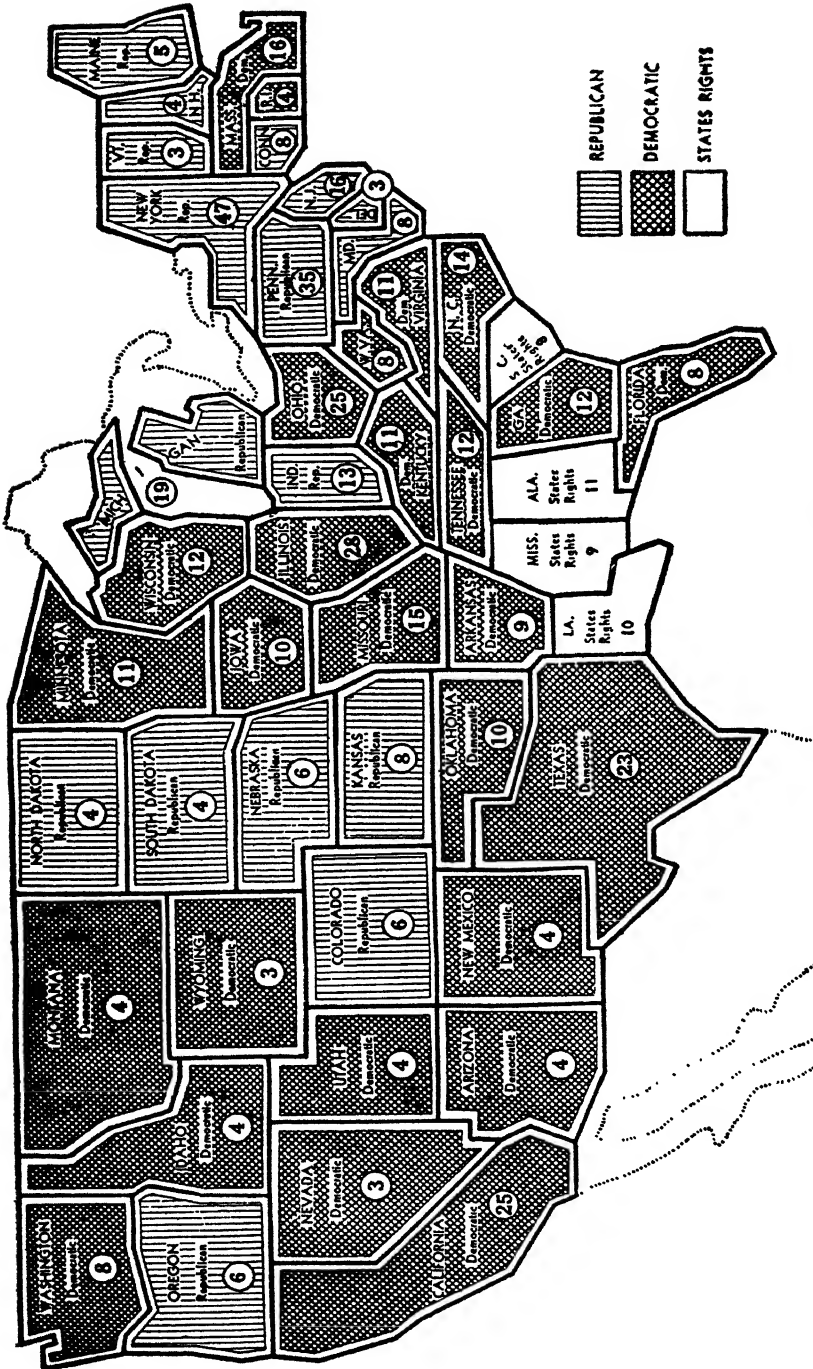 WASHINGTON
Democratic
8
OREGON
Republican
6
CALIFORNIA
Democratic
25
NEVADA
Democratic
3
IDAHO
Democratic
4
MONTANA
Democratic
4
WYOMING
Democratic
3
UTAH
Democratic
4
ARIZONA
Democratic
4
COLORADO
Republican
6
NEW MEXICO
Democratic
4
NORTH DAKOTA
Republican
4
SOUTH DAKOTA
Republican
4
NEBRASKA
Republican
6
KANSAS
Republican
8
OKLAHOMA
Democratic
10
TEXAS
Democratic
23
MINNESOTA
Democratic
11
IOWA
Democratic
10
MISSOURI
Democratic
15
ARKANSAS
Democratic
9
LA.
States
Rights
10
WISCONSIN
Democratic
12
ILLINOIS
Democratic
28
19
Republican
IND.
Rep.
13
OHIO
Democratic
25
Dem.
KENTUCKY
11
TENNESSEE
Democratic
12
MISS.
States
Rights
9
ALA.
States
Rights
11
GA.
Democratic
12
FLORIDA
Dem.
8
S. C.
States
Rights
8
N. C.
Democratic
14
Dem.
VIRGINIA
11
W.V.
8
MD.
8
DEL.
3
PENN.
Republican
35
N.J.
16
NEW
YORK
Rep.
47
CONN
8
R.I.
4
MASS.
Dem.
16
VT.
Rep.
3
N.H.
4
MAINE
Rep.
5
REPUBLICAN
DEMOCRATIC
STATES RIGHTS